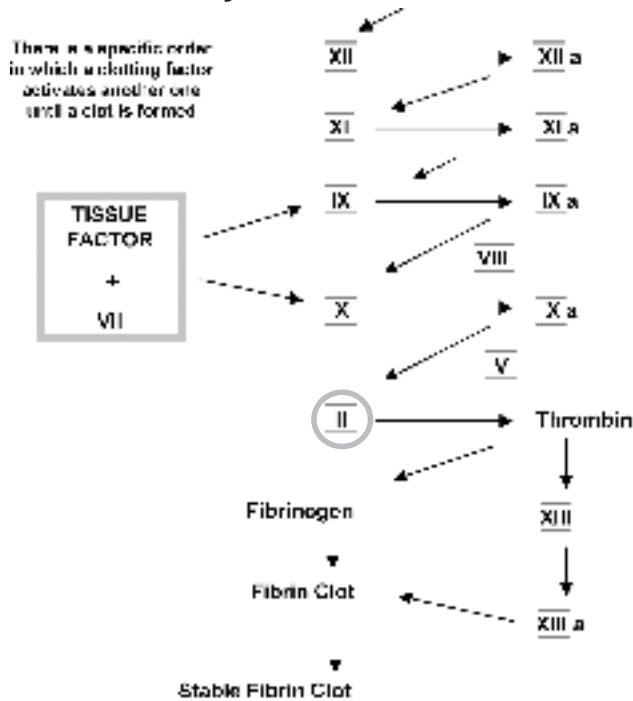 There is a specific order
in which a clotting factor
activates another one
until a clot is formed
XII
XII a
XI
XI a
IX
IX a
TISSUE
FACTOR
+
VII
VIII
X
X a
V
II
Thrombin
Fibrinogen
XIII
Fibrin Clot
XIII a
Stable Fibrin Clot